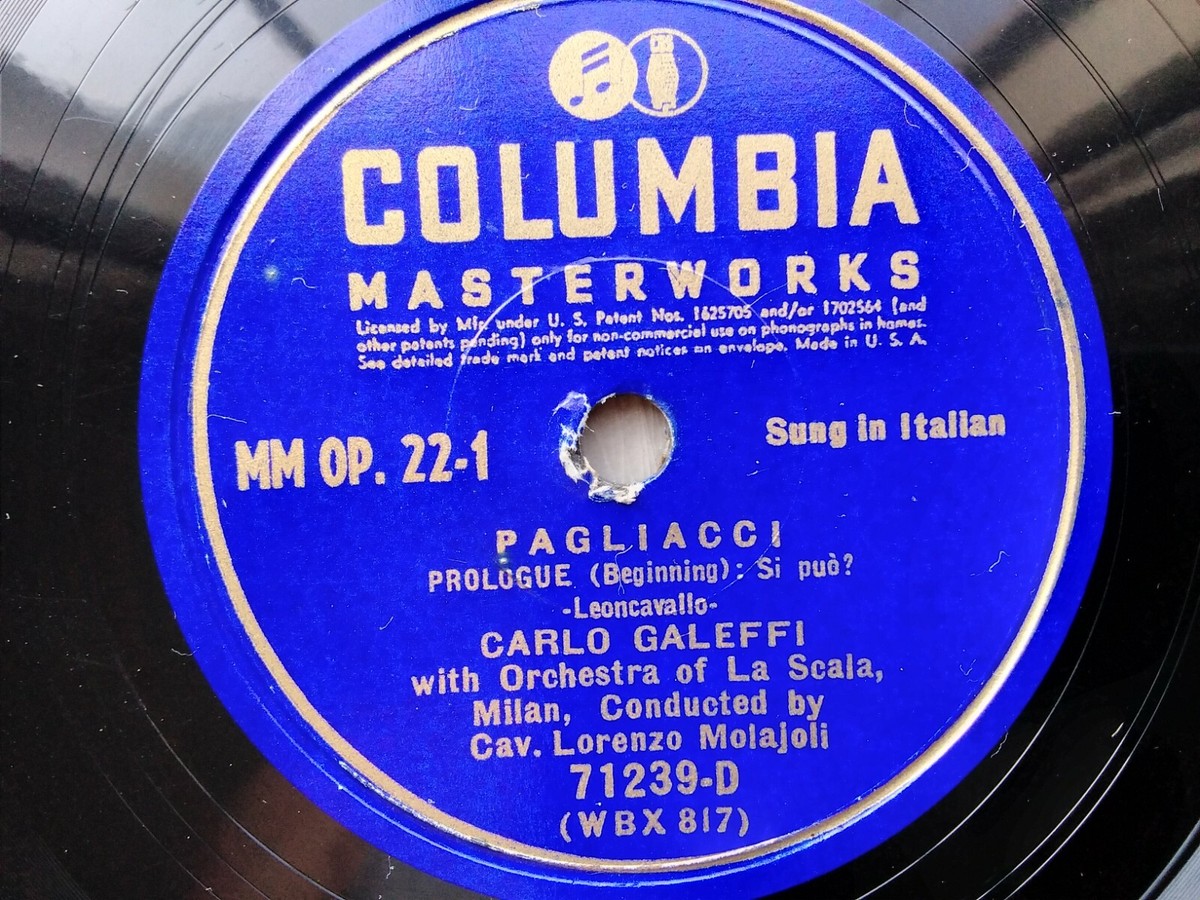 COLUMBIA
MASTERWORKS
Licensed by Mfr. under U. S. Patent Nos. 1625705 and/or 1702564 (and
other patents pending) only for non-commercial use on phonographs in homes.
See detailed trade mark and patent notices on envelope. Made in U. S. A.
MM OP. 22-1
Sung in Italian
PAGLIACCI
PROLOGUE (Beginning): Si può?
-Leoncavallo-
CARLO GALEFFI
with Orchestra of La Scala,
Milan, Conducted by
Cav. Lorenzo Molajoli
71239-D
(WBX 817)